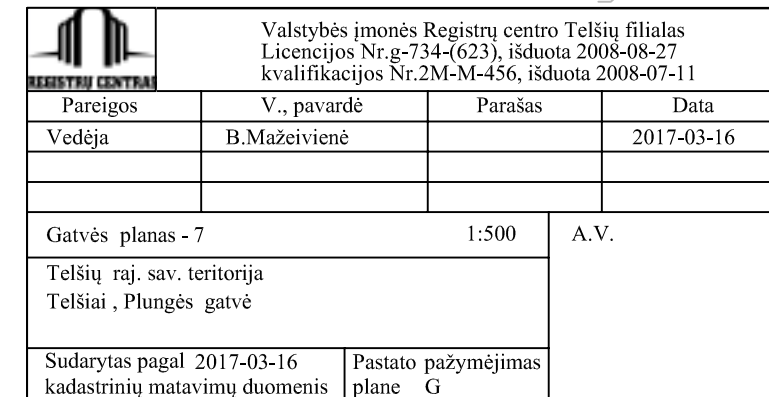 REGISTRŲ CENTRAS
Valstybės įmonės Registrų centro Telšių filialas
Licencijos Nr.g-734-(623), išduota 2008-08-27
kvalifikacijos Nr.2M-M-456, išduota 2008-07-11
Pareigos V., pavardė Parašas Data
Vedėja B.Mažeivienė 2017-03-16
Gatvės planas - 7 1:500 A.V.
Telšių raj. sav. teritorija
Telšiai , Plungės gatvė
Sudarytas pagal 2017-03-16
kadastrinių matavimų duomenis
Pastato pažymėjimas
plane G